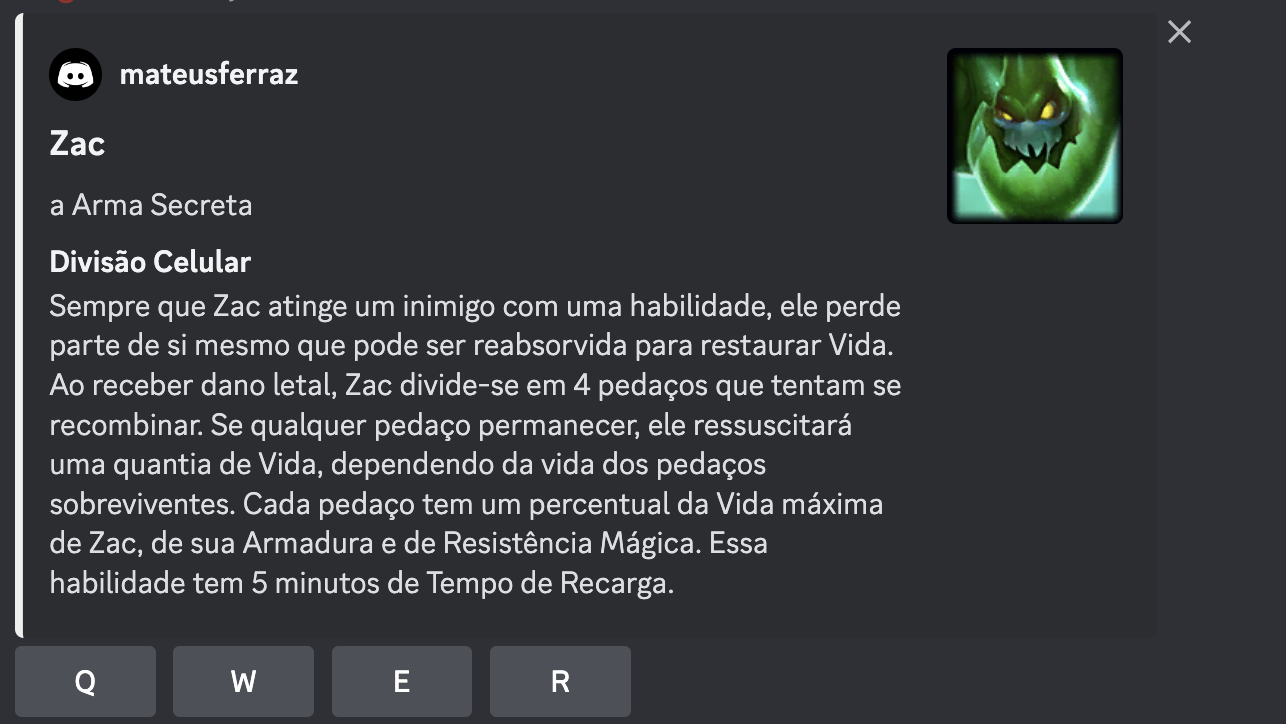 mateusferraz
Zac
a Arma Secreta
Divisão Celular
Sempre que Zac atinge um inimigo com uma habilidade, ele perde
parte de si mesmo que pode ser reabsorvida para restaurar Vida.
Ao receber dano letal, Zac divide-se em 4 pedaços que tentam se
recombinar. Se qualquer pedaço permanecer, ele ressuscitará
uma quantia de Vida, dependendo da vida dos pedaços
sobreviventes. Cada pedaço tem um percentual da Vida máxima
de Zac, de sua Armadura e de Resistência Mágica. Essa
habilidade tem 5 minutos de Tempo de Recarga.
Q W E R